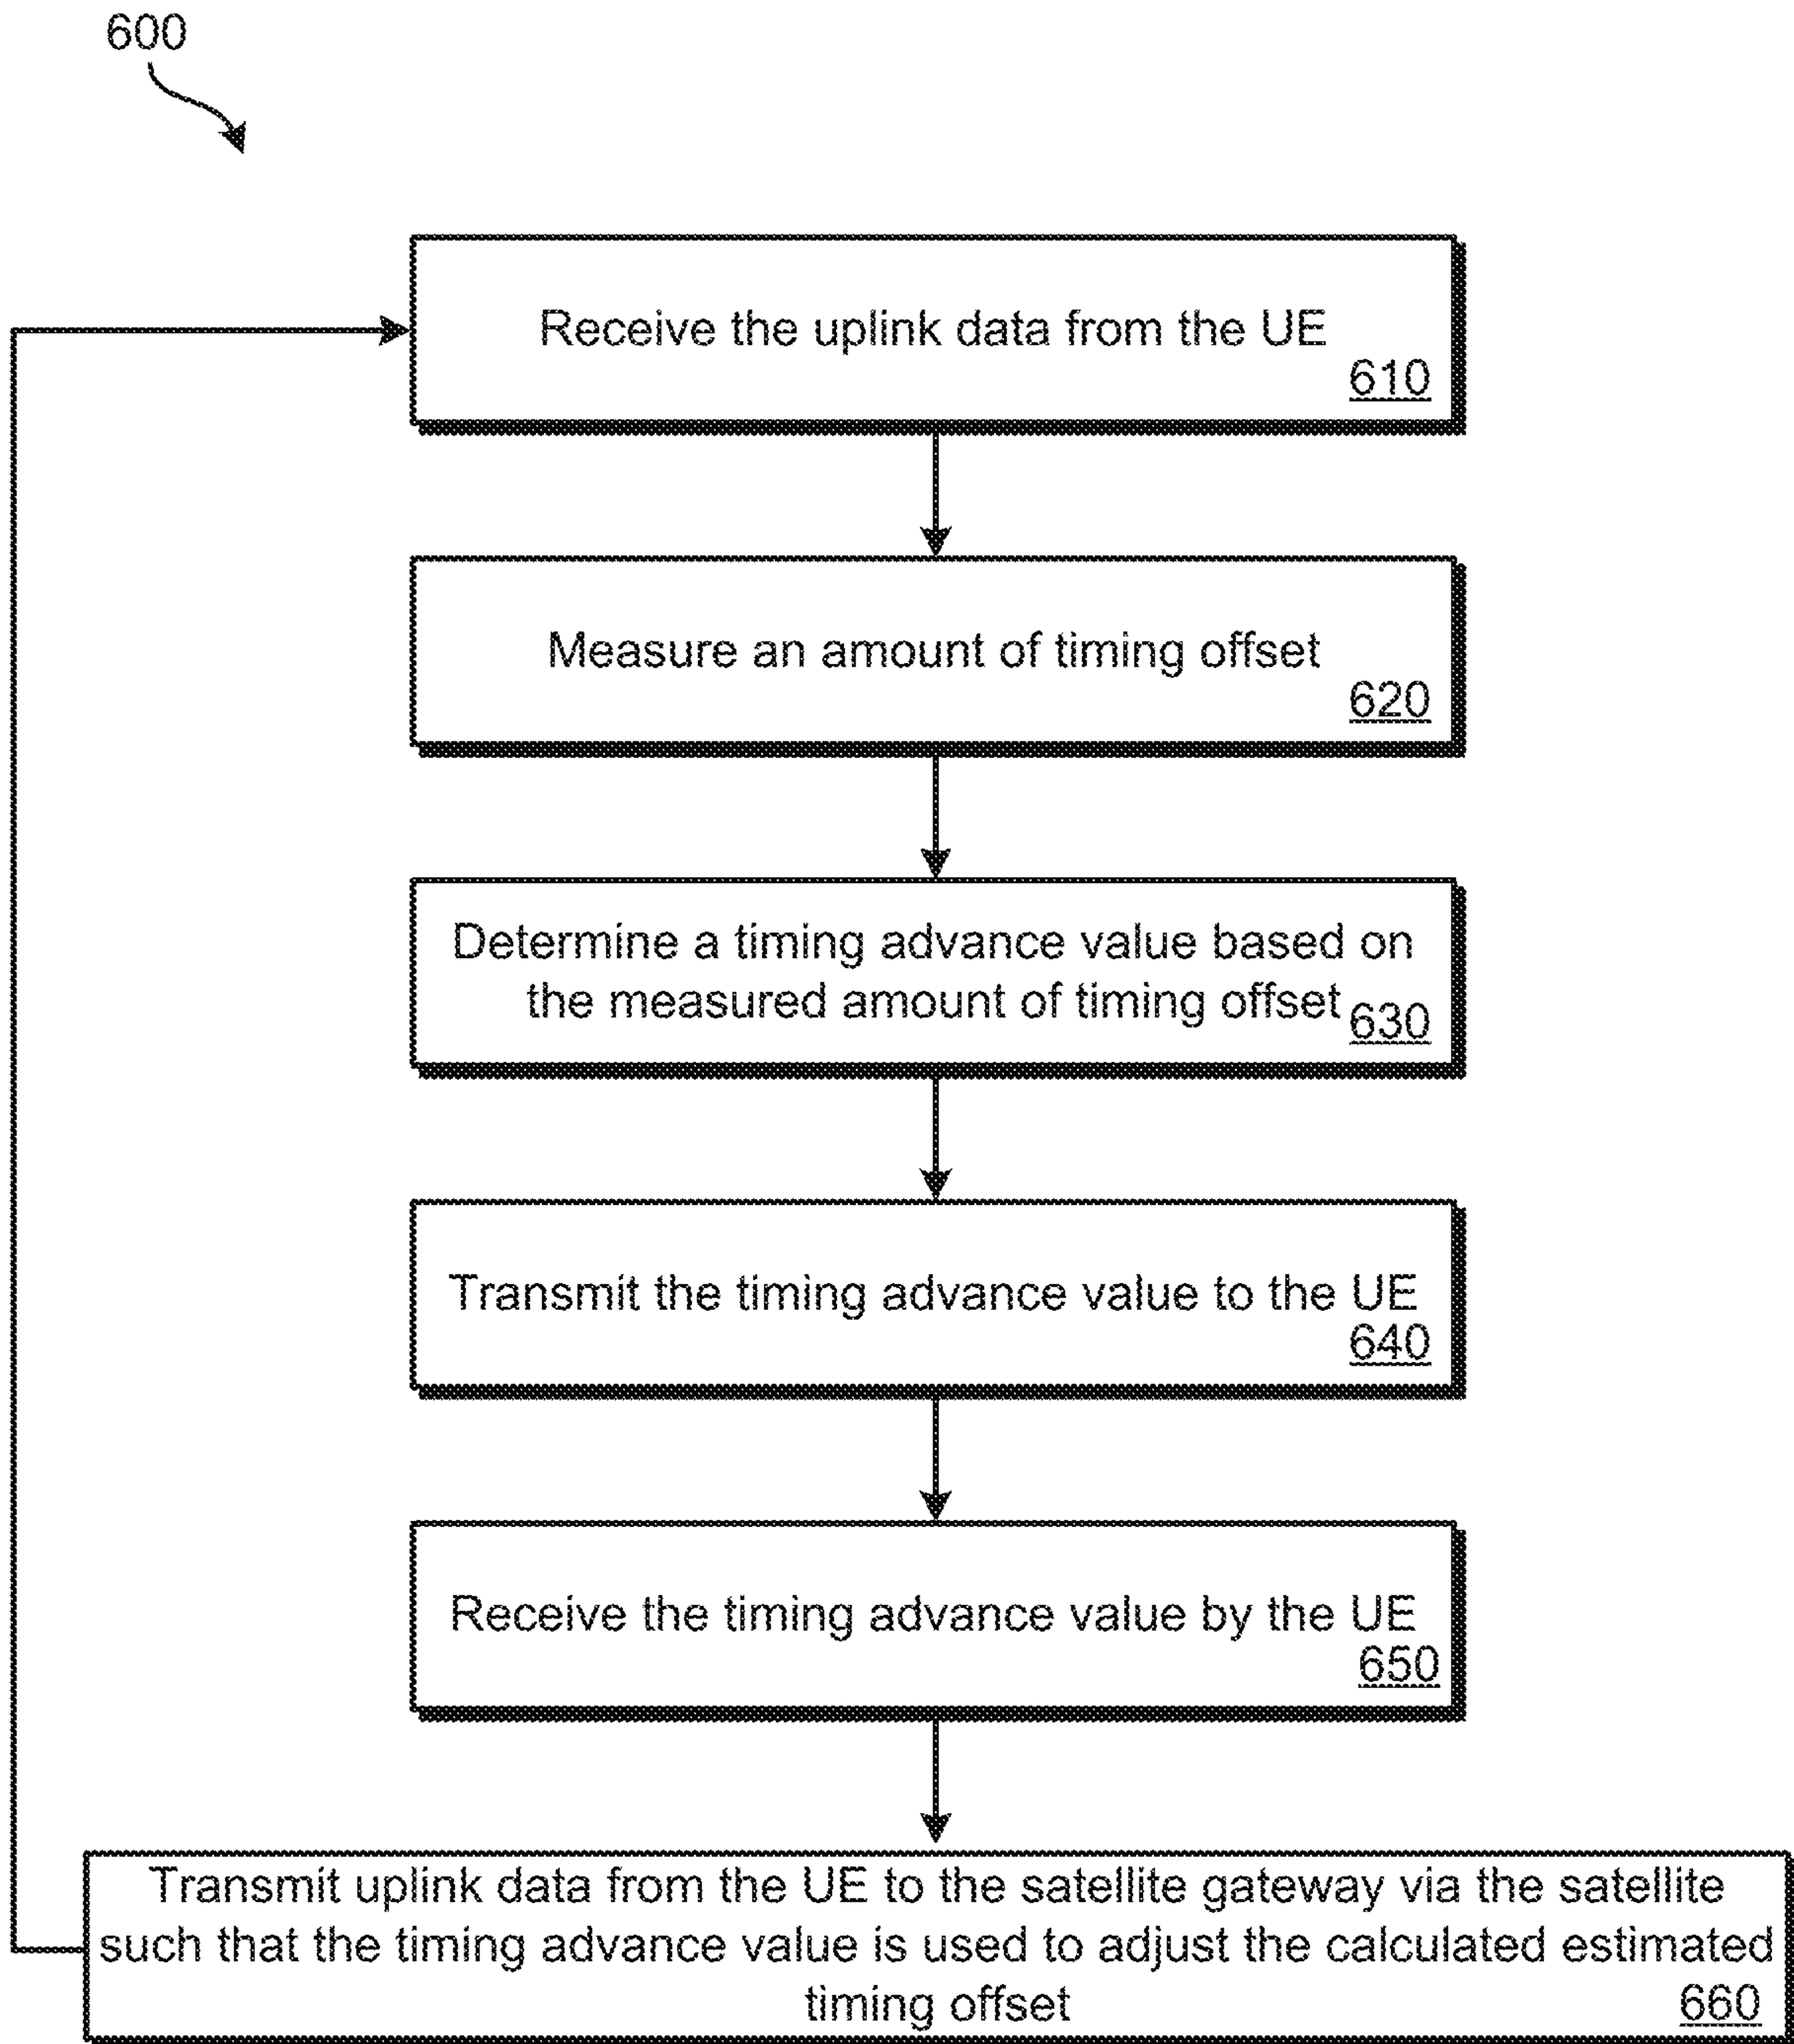 600
Receive the uplink data from the UE
610
Measure an amount of timing offset
620
Determine a timing advance value based on
the measured amount of timing offset
630
Transmit the timing advance value to the UE
640
Receive the timing advance value by the UE
650
Transmit uplink data from the UE to the satellite gateway via the satellite
such that the timing advance value is used to adjust the calculated estimated
timing offset
660